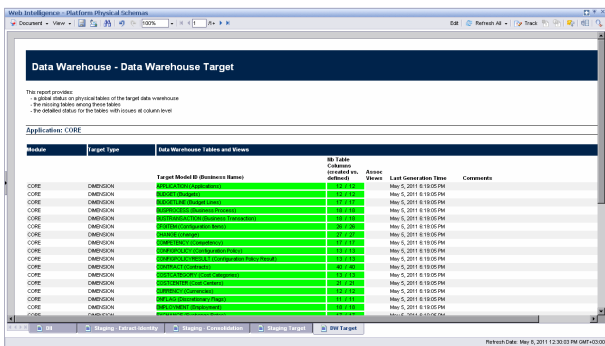 Web Intelligence - Platform Physical Schemas
Document View 100% 1 /1+ Edit Refresh All Track
Data Warehouse - Data Warehouse Target
This report provides:
- a global status on physical tables of the target data warehouse
- the missing tables among these tables
- the detailed status for the tables with issues at column level
Application: CORE
Module Target Type Data Warehouse Tables and Views
Target Model ID (Business Name) Nb Table Columns (created vs. defined) Assoc Views Last Generation Time Comments
CORE DIMENSION APPLICATION (Applications) 12 / 12 May 5, 2011 6:19:05 PM
CORE DIMENSION BUDGET (Budgets) 12 / 12 May 5, 2011 6:19:05 PM
CORE DIMENSION BUDGETLINE (Budget Lines) 17 / 17 May 5, 2011 6:19:05 PM
CORE DIMENSION BUSPROCESS (Business Process) 18 / 18 May 5, 2011 6:19:05 PM
CORE DIMENSION BUSTRANSACTION (Business Transaction) 18 / 18 May 5, 2011 6:19:05 PM
CORE DIMENSION CFGITEM (Configuration Items) 26 / 26 May 5, 2011 6:19:05 PM
CORE DIMENSION CHANGE (change) 27 / 27 May 5, 2011 6:19:05 PM
CORE DIMENSION COMPETENCY (Competency) 17 / 17 May 5, 2011 6:19:05 PM
CORE DIMENSION CONFIGPOLICY (Configuration Policy) 13 / 13 May 5, 2011 6:19:05 PM
CORE DIMENSION CONFIGPOLICYRESULT (Configuration Policy Result) 13 / 13 May 5, 2011 6:19:05 PM
CORE DIMENSION CONTRACT (Contracts) 40 / 40 May 5, 2011 6:19:05 PM
CORE DIMENSION COSTCATEGORY (Cost Categories) 13 / 13 May 5, 2011 6:19:05 PM
CORE DIMENSION COSTCENTER (Cost Centers) 21 / 21 May 5, 2011 6:19:05 PM
CORE DIMENSION CURRENCY (Currencies) 12 / 12 May 5, 2011 6:19:05 PM
CORE DIMENSION DNFLAG (Discretionary Flags) 11 / 11 May 5, 2011 6:19:05 PM
CORE DIMENSION EMPLOYMENT (Employment) 18 / 18 May 5, 2011 6:19:05 PM
Staging - Extract-Identity Staging - Consolidation Staging Target DW Target
Refresh Date: May 8, 2011 12:30:03 PM GMT+03:00